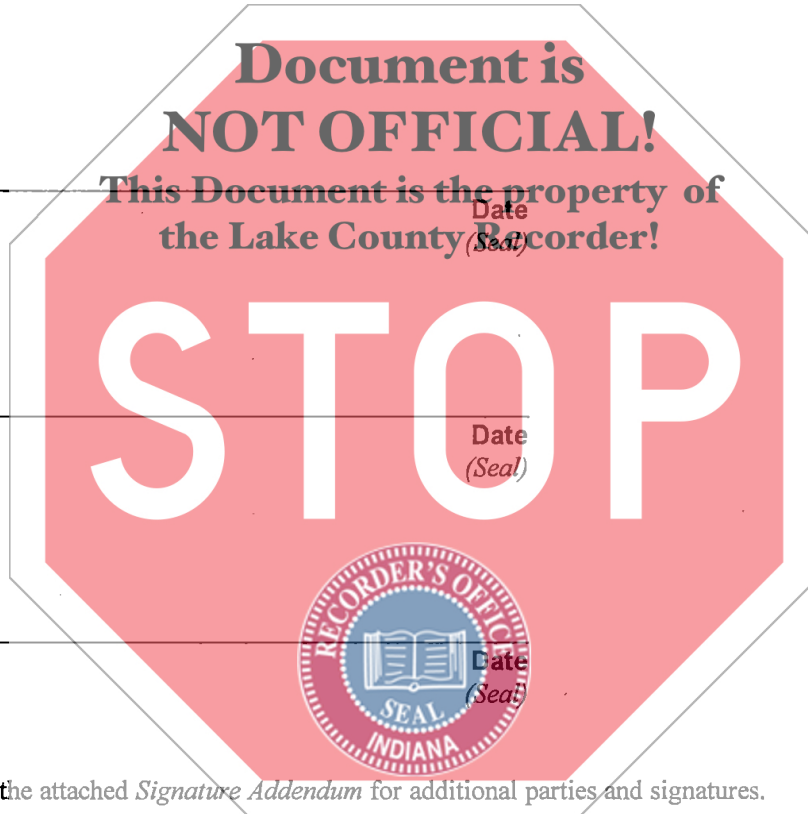 Document is
NOT OFFICIAL!
This Document is the property of
Date
the Lake County Recorder!
(Seal)
STOP
Date
(Seal)
RECORDER'S OFFICE
Date
(Seal)
SEAL
INDIANA
the attached Signature Addendum for additional parties and signatures.